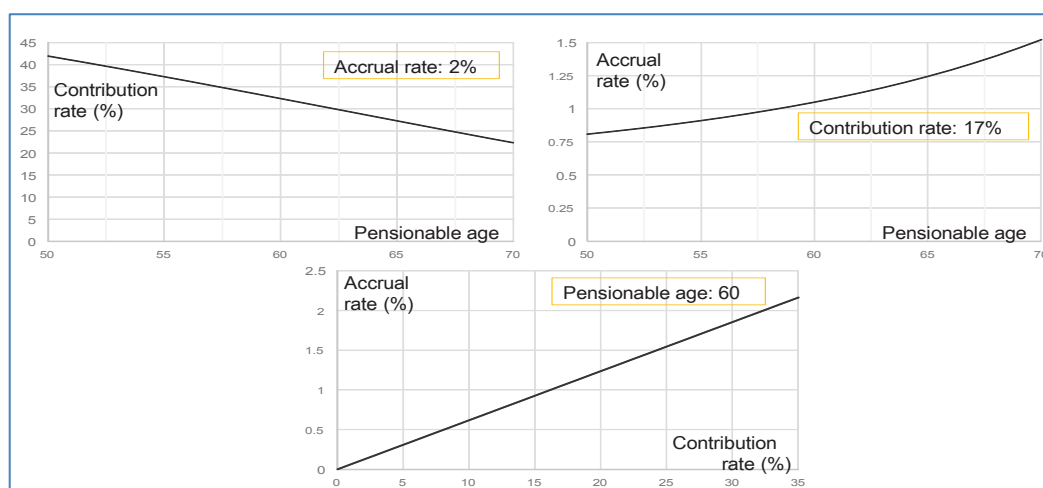 45
40
35
30
25
20
15
10
5
0
Contribution
rate (%)
Accrual rate: 2%
Pensionable age
50 55 60 65 70
1.5
1.25
1
0.75
0.5
0.25
0
Accrual
rate (%)
Contribution rate: 17%
Pensionable age
50 55 60 65 70
2.5
2
1.5
1
0.5
0
Accrual
rate (%)
Pensionable age: 60
Contribution
rate (%)
0 5 10 15 20 25 30 35